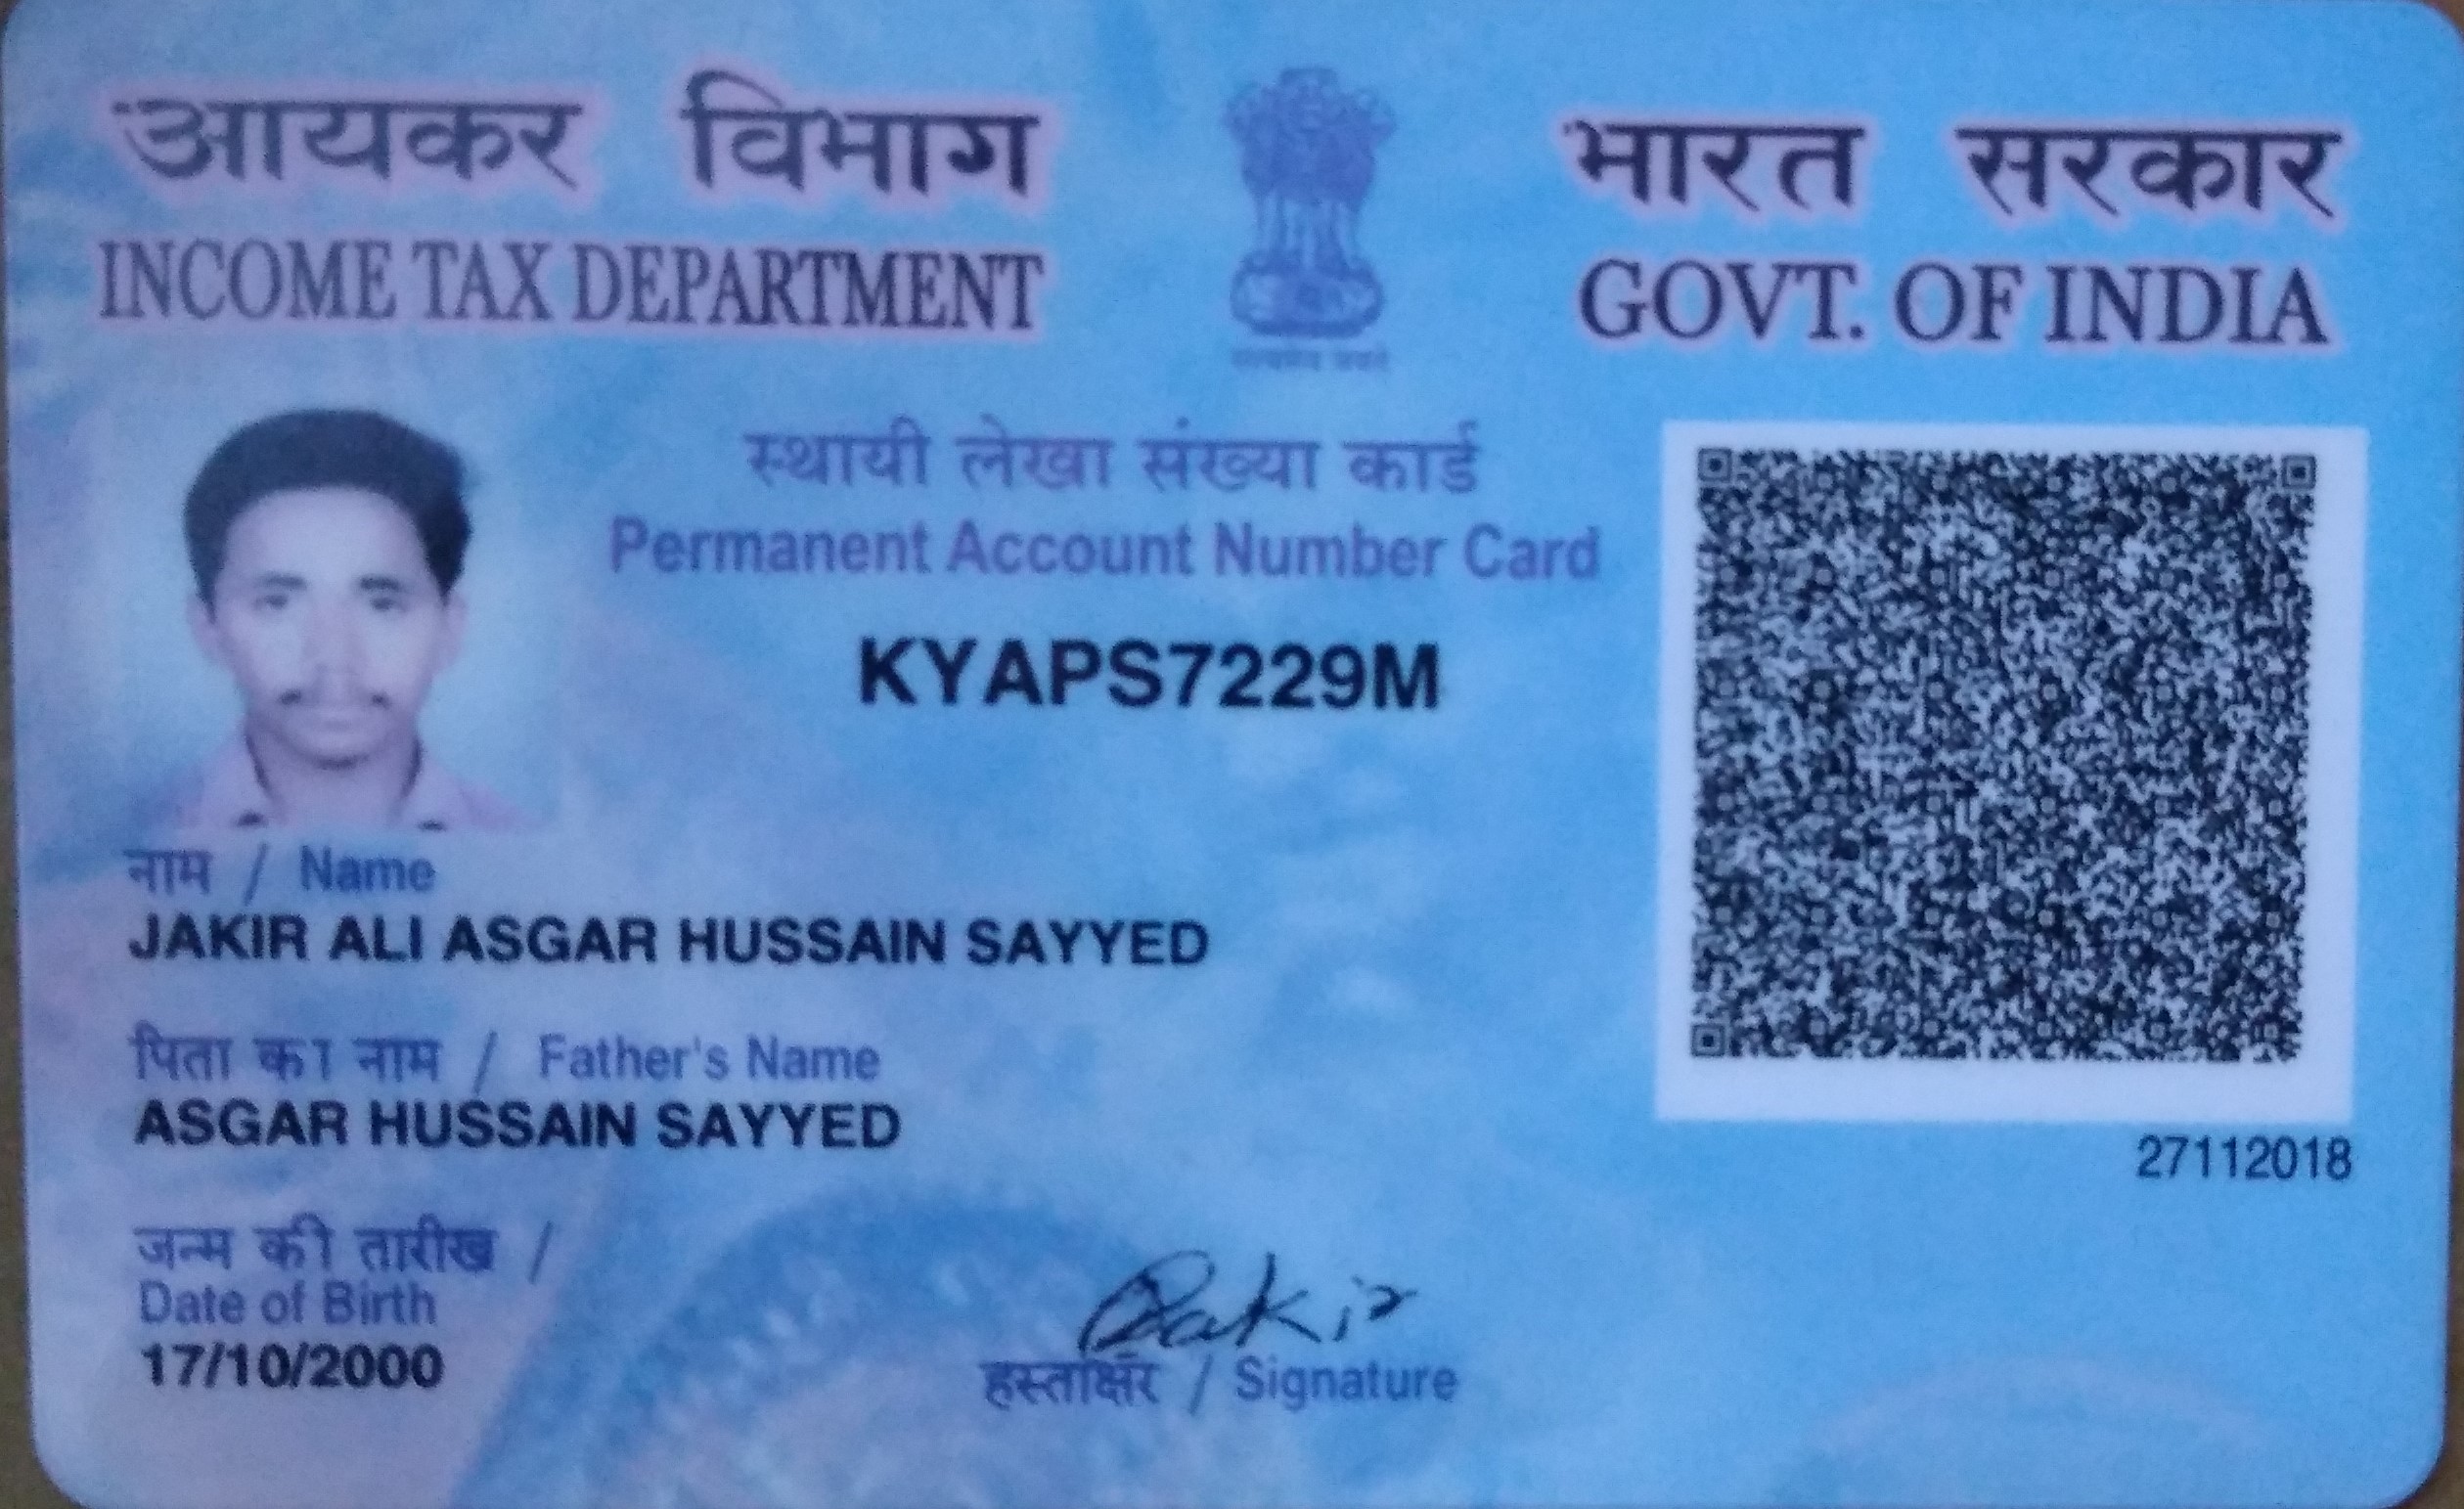 आयकर विभाग
INCOME TAX DEPARTMENT
भारत सरकार
GOVT. OF INDIA
सत्यमेव जयते
स्थायी लेखा संख्या कार्ड
Permanent Account Number Card
KYAPS7229M
नाम / Name
JAKIR ALI ASGAR HUSSAIN SAYYED
पिता का नाम / Father's Name
ASGAR HUSSAIN SAYYED
27112018
जन्म की तारीख /
Date of Birth
17/10/2000
Jakir
हस्ताक्षर / Signature